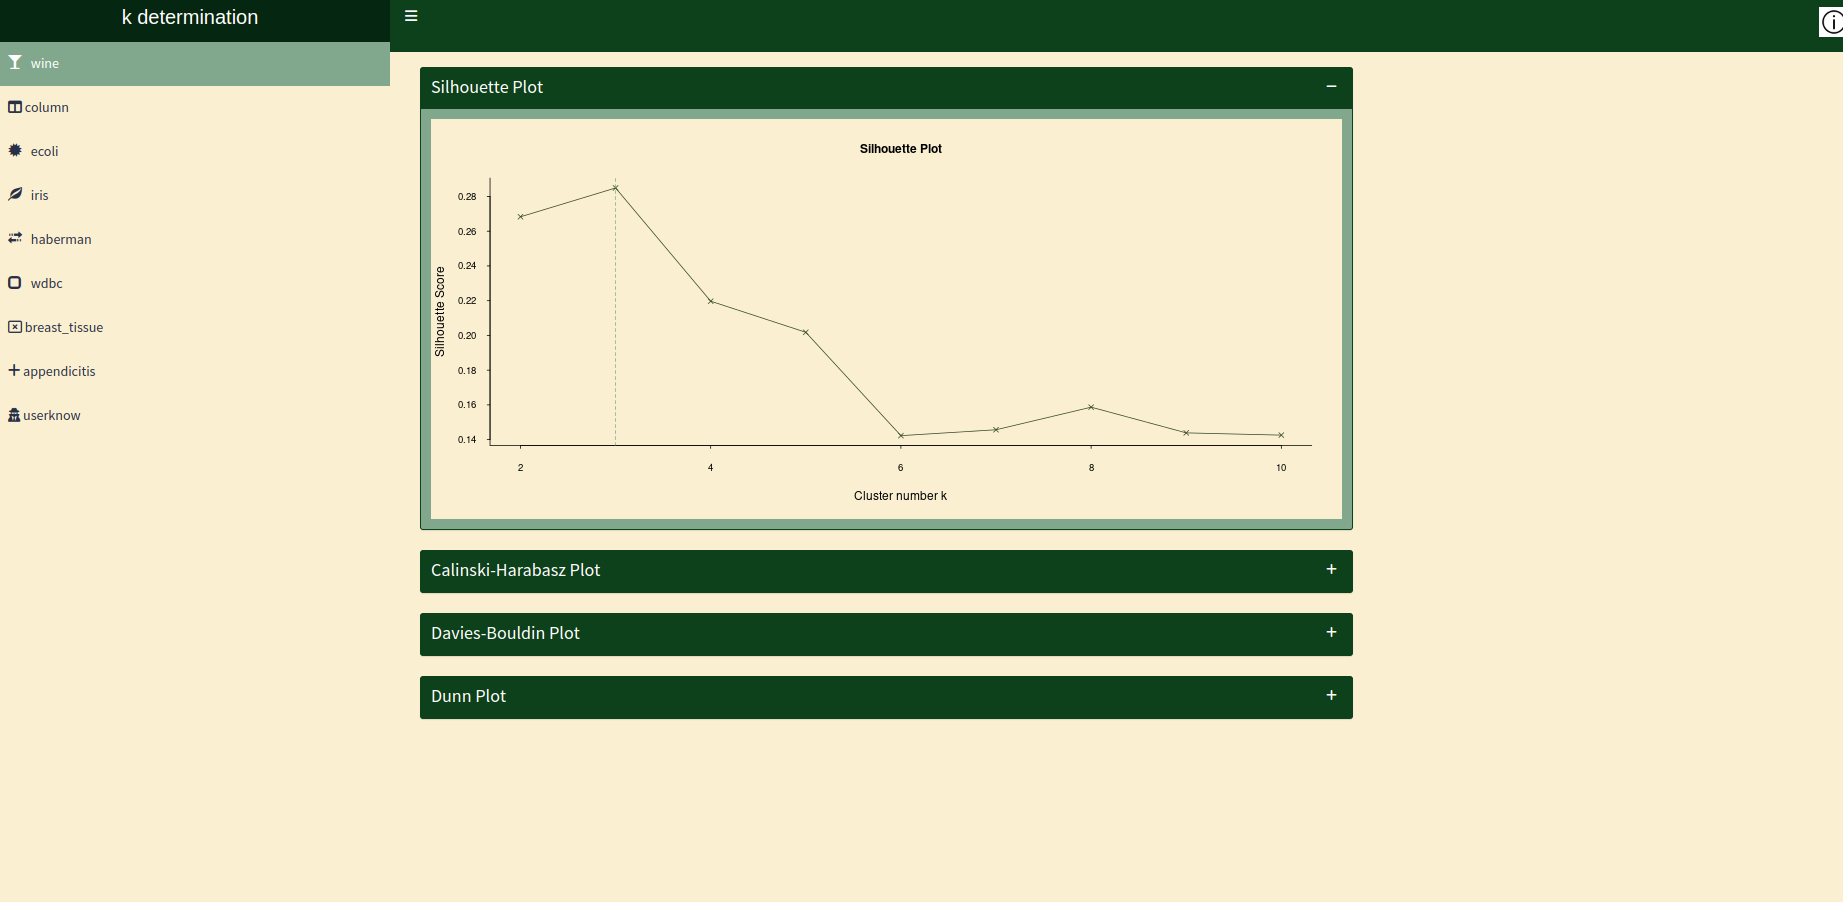 k determination
wine
column
ecoli
iris
haberman
wdbc
breast_tissue
appendicitis
userknow
Silhouette Plot
Silhouette Plot
Silhouette Score
0.28
0.26
0.24
0.22
0.20
0.18
0.16
0.14
2 4 6 8 10
Cluster number k
Calinski-Harabasz Plot
Davies-Bouldin Plot
Dunn Plot